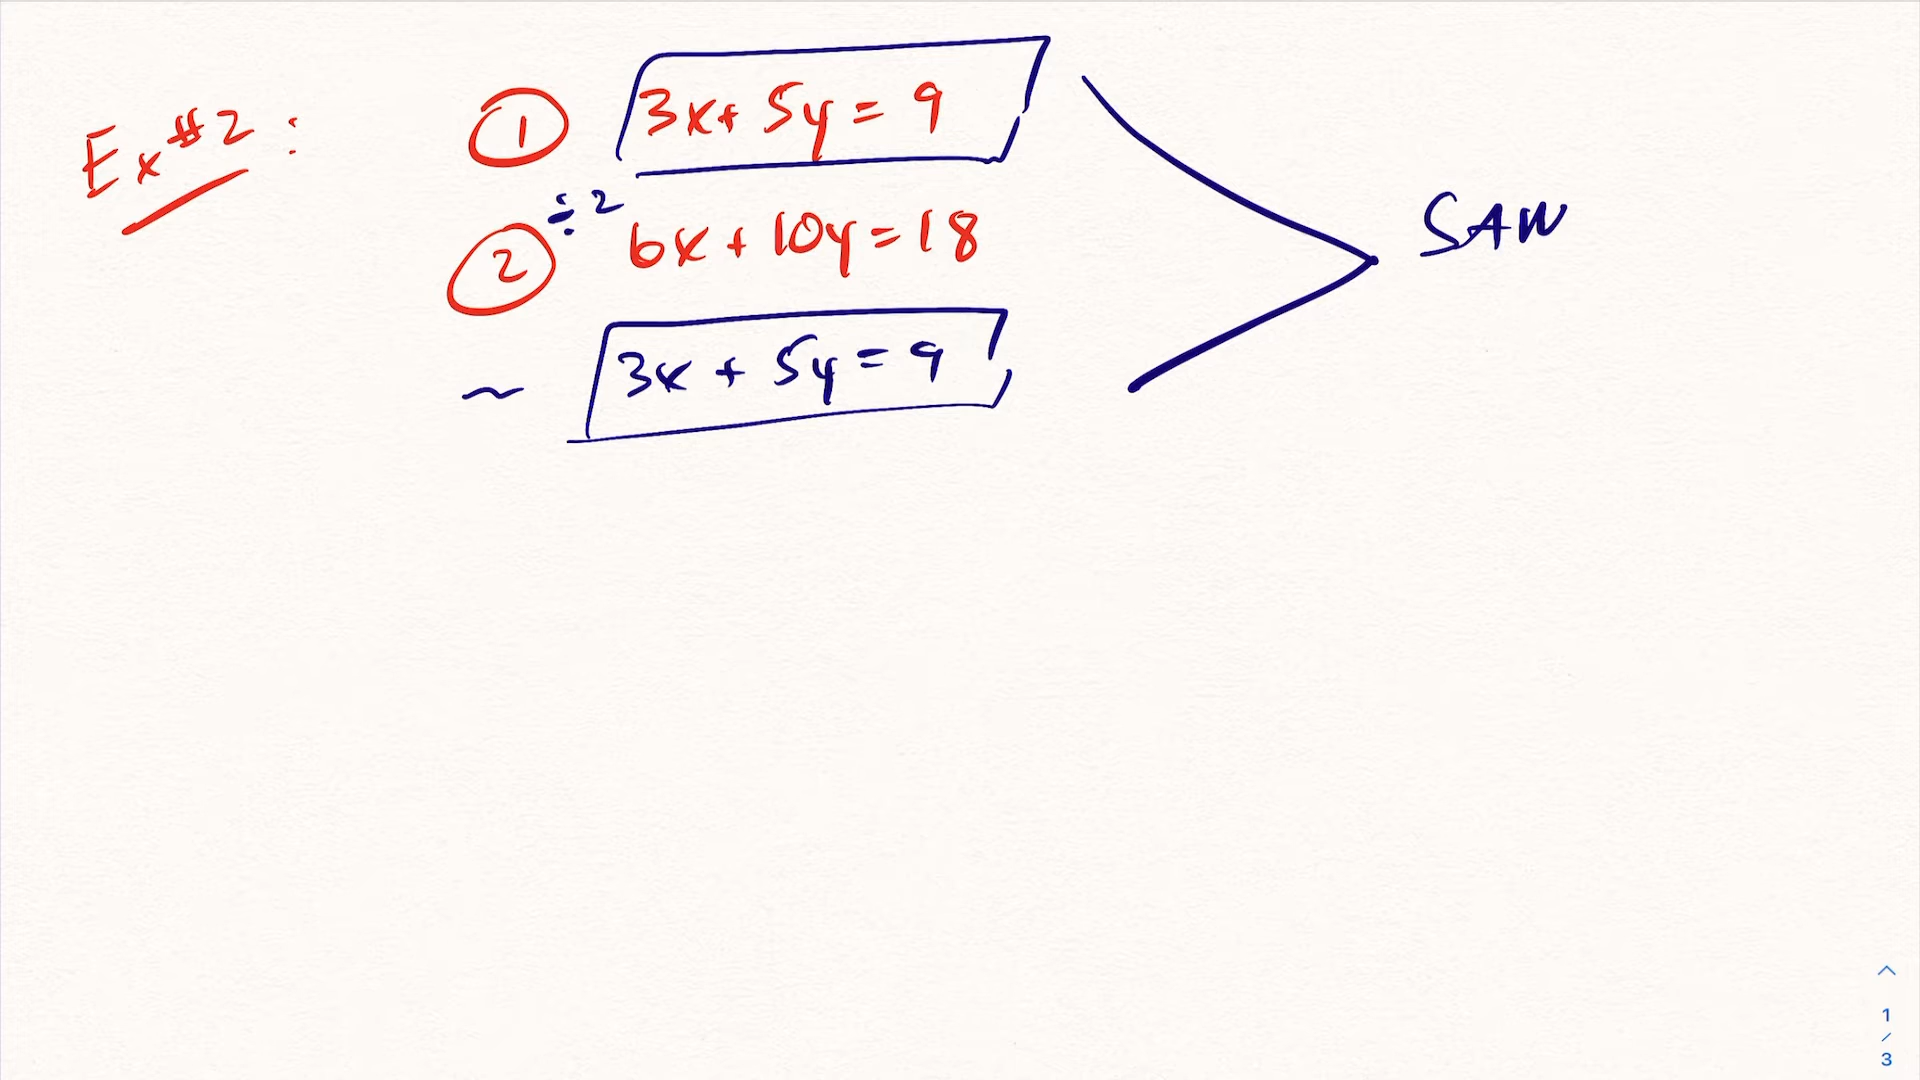 Ex #2 :
① 3x + 5y = 9
÷ 2
② 6x + 10y = 18
SAW
~ 3x + 5y = 9
1
/
3